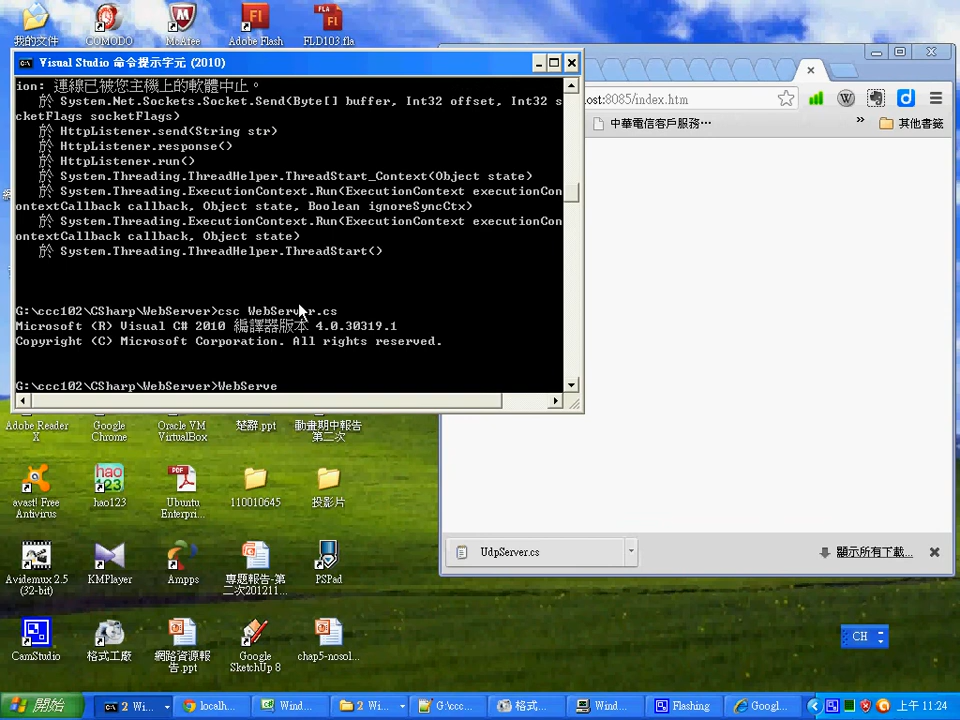 我的文件
COMODO
McAfee
Adobe Flash
FLD103.fla
Visual Studio 命令提示字元 (2010)
ion: 連線已被您主機上的軟體中止。
於 System.Net.Sockets.Socket.Send(Byte[] buffer, Int32 offset, Int32 s
cketFlags socketFlags)
於 HttpListener.send(String str)
於 HttpListener.response()
於 HttpListener.run()
於 System.Threading.ThreadHelper.ThreadStart_Context(Object state)
於 System.Threading.ExecutionContext.Run(ExecutionContext executionCon
ontextCallback callback, Object state, Boolean ignoreSyncCtx)
於 System.Threading.ExecutionContext.Run(ExecutionContext executionCon
ontextCallback callback, Object state)
於 System.Threading.ThreadHelper.ThreadStart()
G:\ccc102\CSharp\WebServer>csc WebServer.cs
Microsoft (R) Visual C# 2010 編譯器版本 4.0.30319.1
Copyright (C) Microsoft Corporation. All rights reserved.
G:\ccc102\CSharp\WebServer>WebServe
ost:8085/index.htm
中華電信客戶服務…
»
其他書籤
UdpServer.cs
顯示所有下載...
Adobe Reader
X
Google
Chrome
Oracle VM
VirtualBox
楚辭.ppt
動畫期中報告
第二次
avast! Free
Antivirus
hao123
Ubuntu
Enterpri...
110010645
投影片
Avidemux 2.5
(32-bit)
KMPlayer
Ampps
專題報告-第
二次201211...
PSPad
CamStudio
格式工廠
網路資源報
告.ppt
Google
SketchUp 8
chap5-nosol...
CH
開始
2 Wi...
localh...
Wind...
2 Wi...
G:\ccc...
格式...
Wind...
Flashing
Googl...
上午 11:24